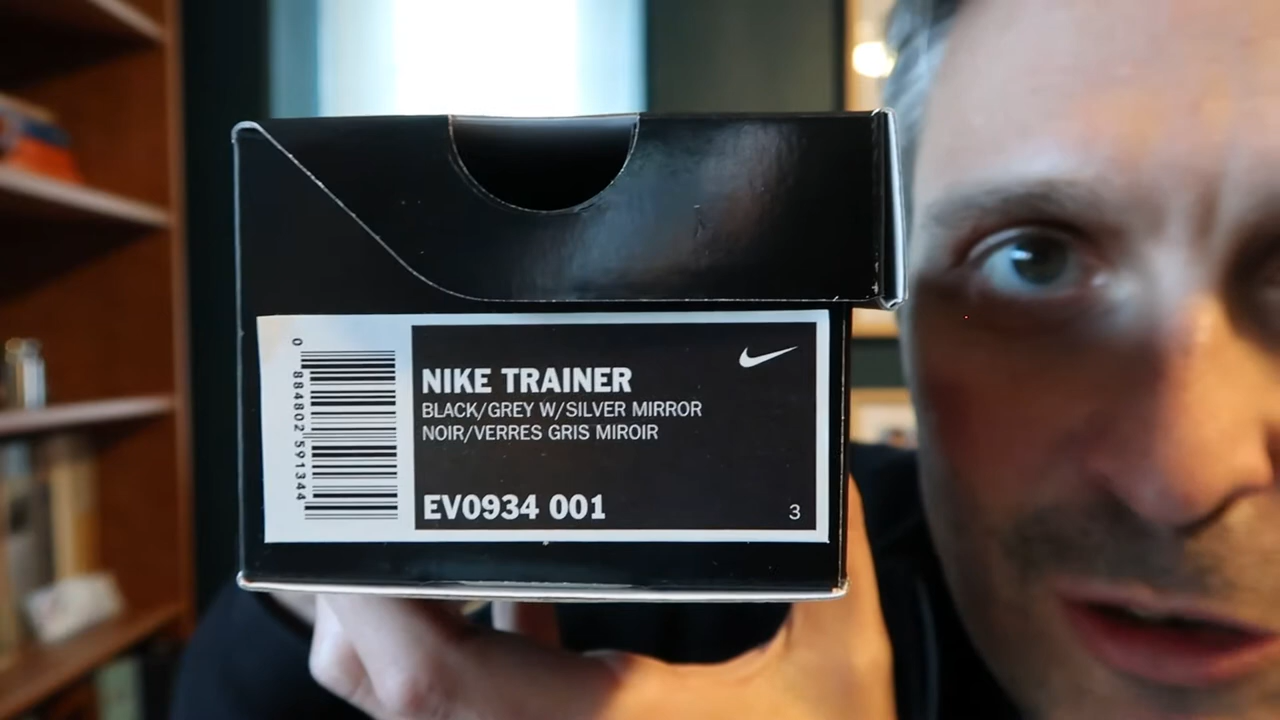 0 884802 591344
NIKE TRAINER
BLACK/GREY W/SILVER MIRROR
NOIR/VERRES GRIS MIROIR
EV0934 001
3